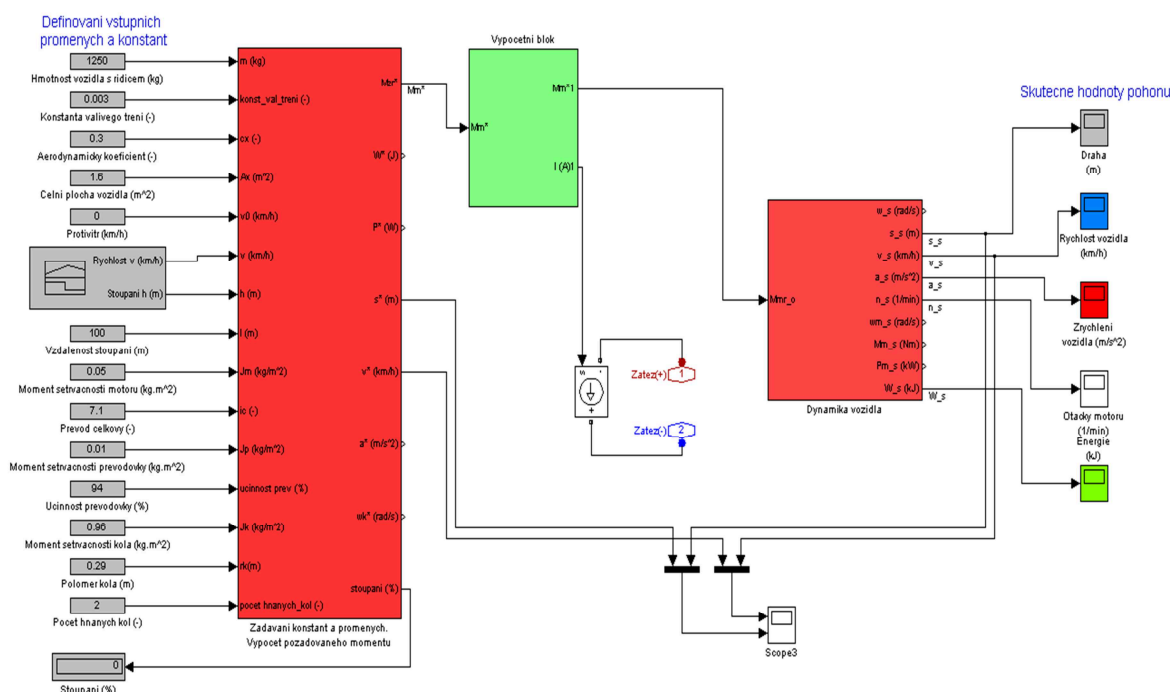 Definovani vstupnich
promenych a konstant
1250
Hmotnost vozidla s ridicem (kg)
0.003
Konstanta valiveho treni (-)
0.3
Aerodynamicky koeficient (-)
1.6
Celni plocha vozidla (m^2)
0
Protivitr (km/h)
Rychlost v (km/h)
Stoupani h (m)
100
Vzdalenost stoupani (m)
0.05
Moment setrvacnosti motoru (kg.m^2)
7.1
Prevod celkovy (-)
0.01
Moment setrvacnosti prevodovky (kg.m^2)
94
Ucinnost prevodovky (%)
0.96
Moment setrvacnosti kola (kg.m^2)
0.29
Polomer kola (m)
2
Pocet hnanych kol (-)
0
Stoupani (%)
m (kg)
konst_val_treni (-)
cx (-)
Ax (m^2)
v0 (km/h)
v (km/h)
h (m)
l (m)
Jm (kg/m^2)
ic (-)
Jp (kg/m^2)
ucinnost prev (%)
Jk (kg/m^2)
rk(m)
pocet hnanych_kol (-)
W* (J)
P* (W)
s* (m)
v* (km/h)
a* (m/s^2)
wk* (rad/s)
stoupani (%)
Zadavani konstant a promenych.
Vypocet pozadovaneho momentu
Mm*
Vypocetni blok
Mm*
Mm*1
I (A)1
s
-
+
Zatez(+)
1
Zatez(-)
2
Mmr_o
w_s (rad/s)
s_s (m)
v_s (km/h)
a_s (m/s^2)
n_s (1/min)
wm_s (rad/s)
Mm_s (Nm)
Pm_s (kW)
W_s (kJ)
Dynamika vozidla
s_s
v_s
a_s
n_s
W_s
Skutecne hodnoty pohonu
Draha
(m)
Rychlost vozidla
(km/h)
Zrychleni
vozidla (m/s^2)
Otacky motoru
(1/min)
Energie
(kJ)
Scope3